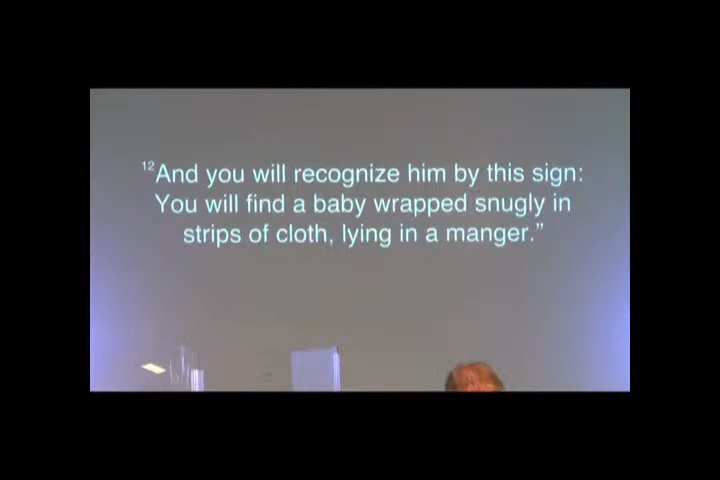 12And you will recognize him by this sign:
You will find a baby wrapped snugly in
strips of cloth, lying in a manger.”